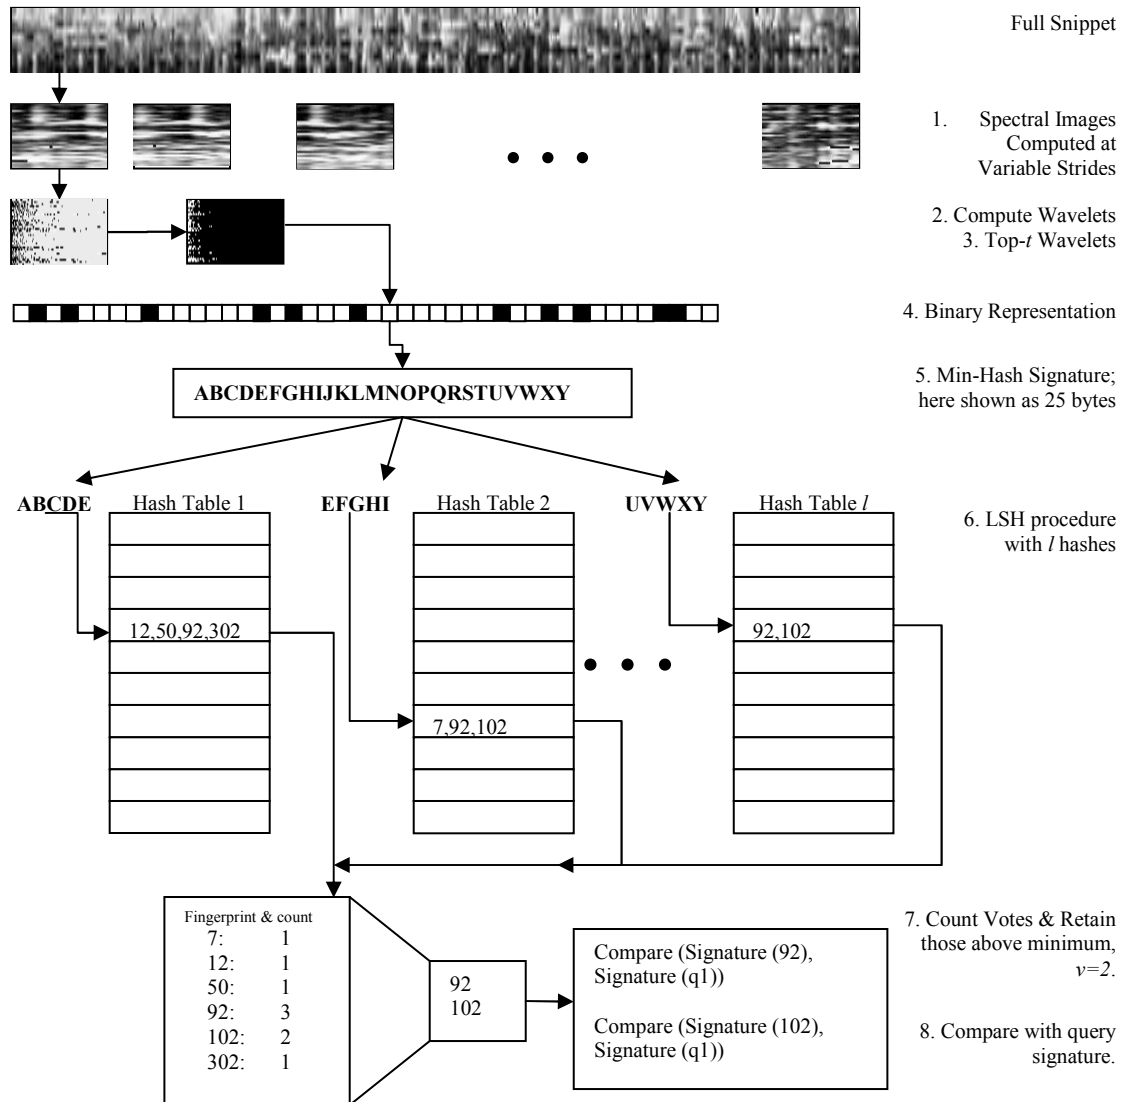 Full Snippet
1. Spectral Images
Computed at
Variable Strides
2. Compute Wavelets
3. Top-t Wavelets
4. Binary Representation
5. Min-Hash Signature;
here shown as 25 bytes
ABCDEFGHIJKLMNOPQRSTUVWXY
ABCDE
Hash Table 1
EFGHI
Hash Table 2
UVWXY
Hash Table l
6. LSH procedure
with l hashes
12,50,92,302
92,102
7,92,102
Fingerprint & count
7: 1
12: 1
50: 1
92: 3
102: 2
302: 1
92
102
Compare (Signature (92),
Signature (q1))
Compare (Signature (102),
Signature (q1))
7. Count Votes & Retain
those above minimum,
v=2.
8. Compare with query
signature.